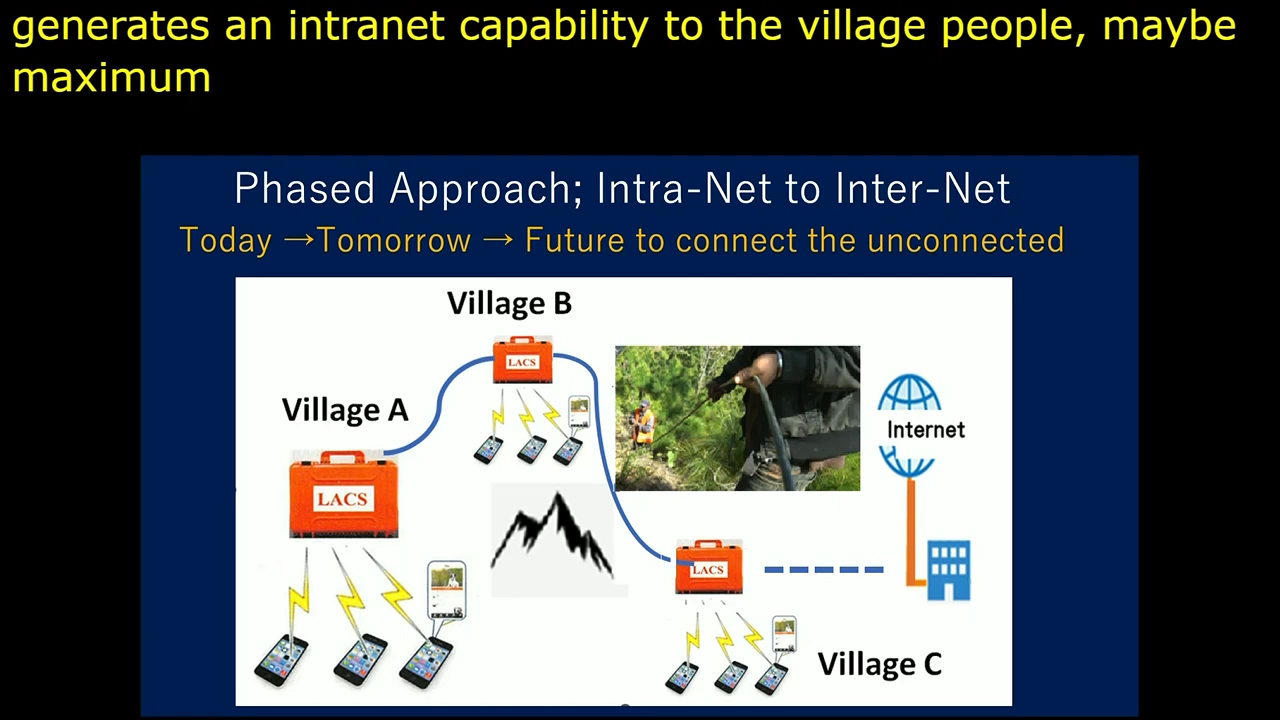 generates an intranet capability to the village people, maybe
maximum
Phased Approach; Intra-Net to Inter-Net
Today →Tomorrow → Future to connect the unconnected
Village B
LACS
Village A
LACS
Internet
LACS
Village C